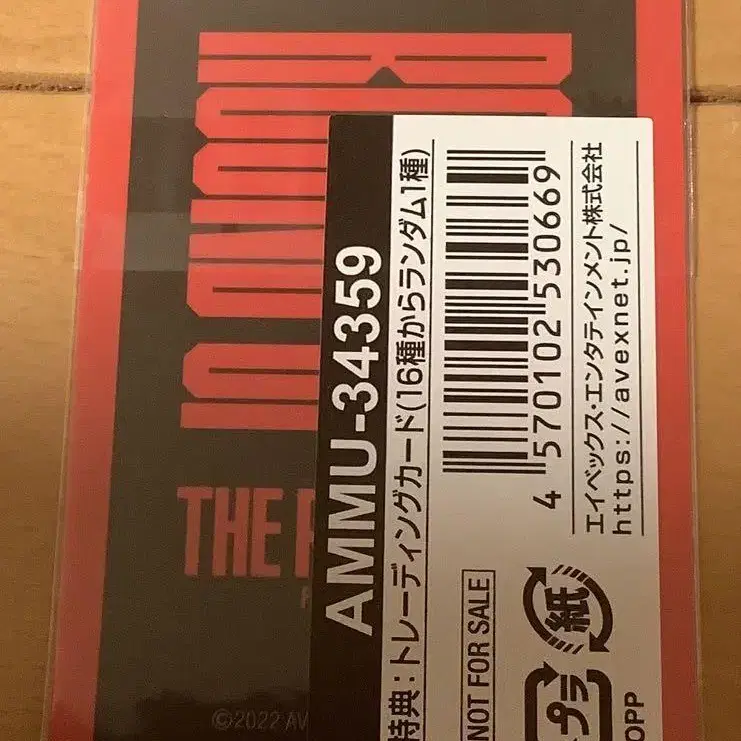 THE
©2022 AV
AMMU-34359
特典:トレーディングカード(16種からランダム1種)
4 570102 530669
エイベックス・エンタテインメント株式会社
https://avexnet.jp/
NOT FOR SALE
紙
プラ
OPP